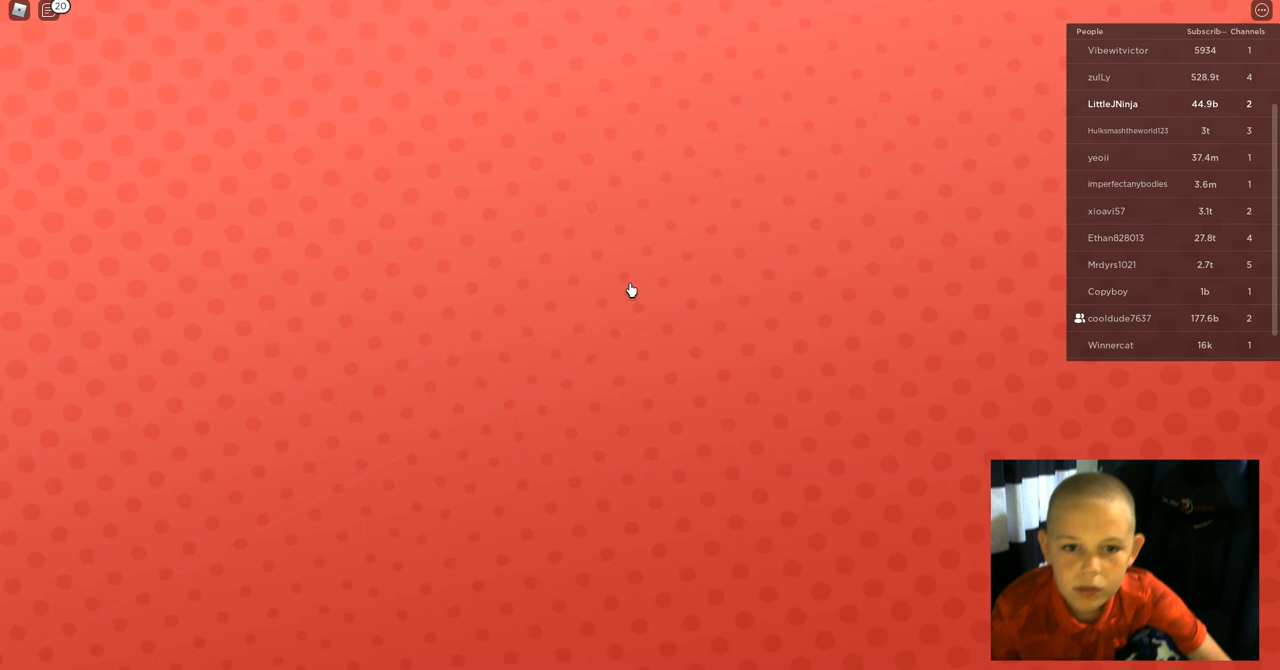 20
People Subscrib— Channels
Vibewitvictor 5934 1
zulLy 528.9t 4
LittleJNinja 44.9b 2
Hulksmashtheworld123 3t 3
yeoii 37.4m 1
imperfectanybodies 3.6m 1
xioavi57 3.1t 2
Ethan828013 27.8t 4
Mrdyrs1021 2.7t 5
Copyboy 1b 1
cooldude7637 177.6b 2
Winnercat 16k 1